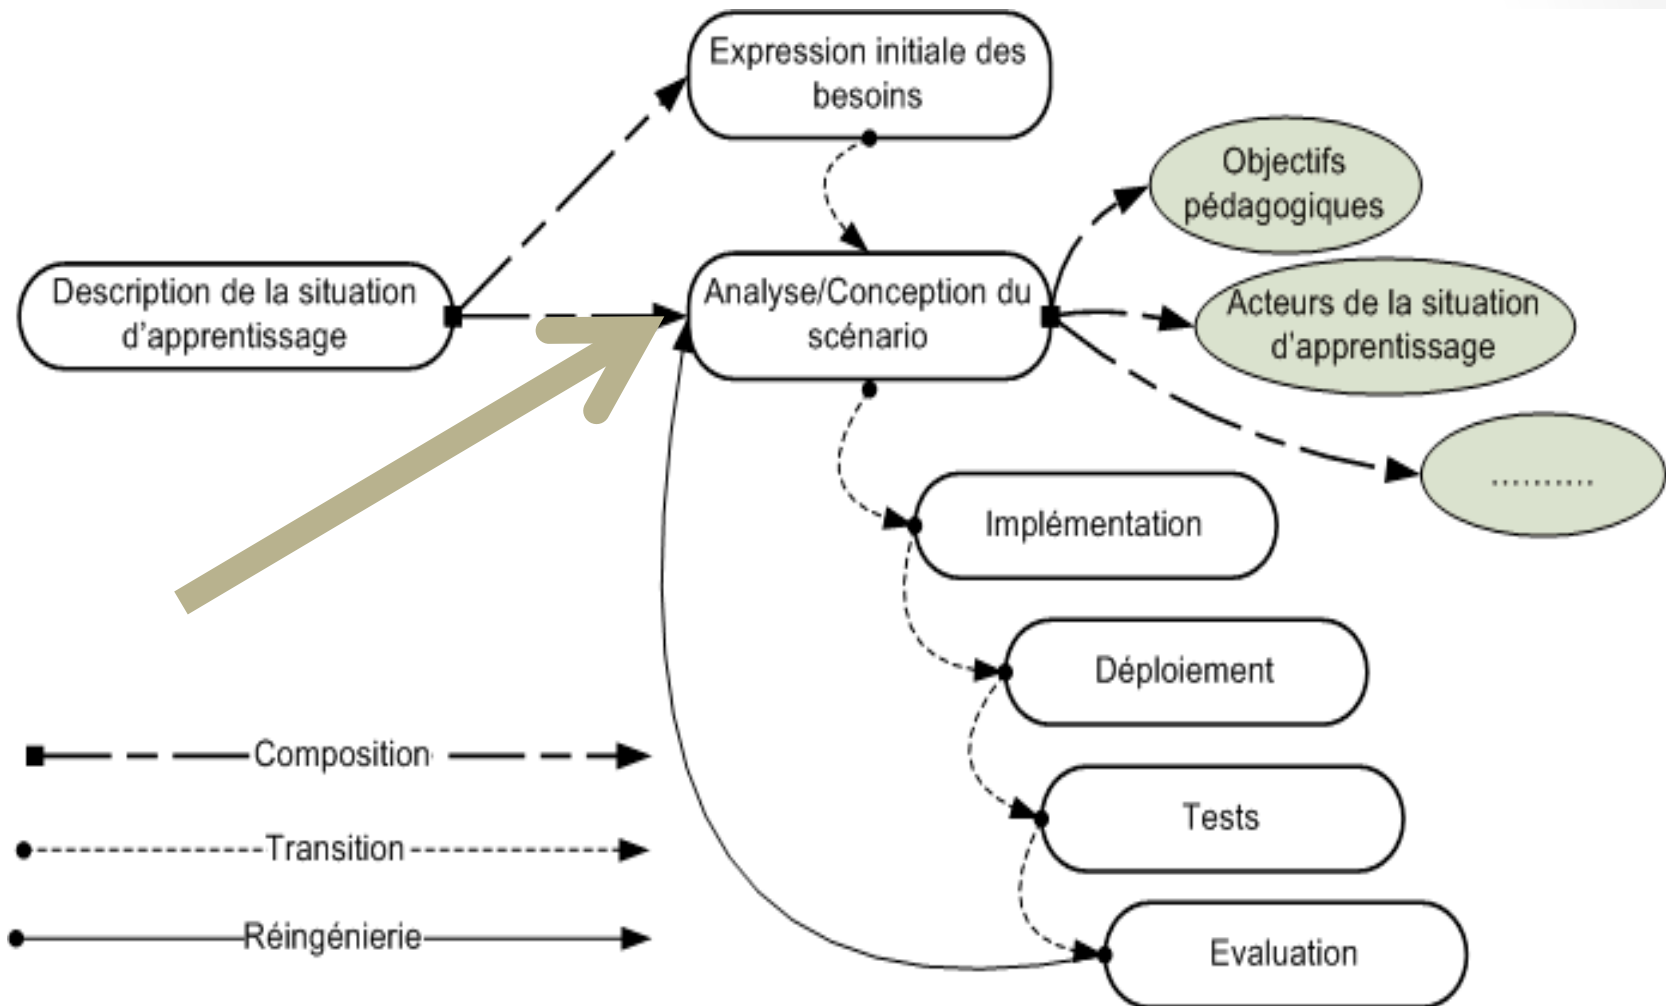 Expression initiale des
besoins
Objectifs
pédagogiques
Description de la situation
d'apprentissage
Analyse/Conception du
scénario
Acteurs de la situation
d'apprentissage
..........
Implémentation
Déploiement
Tests
Evaluation
Composition
Transition
Réingénierie